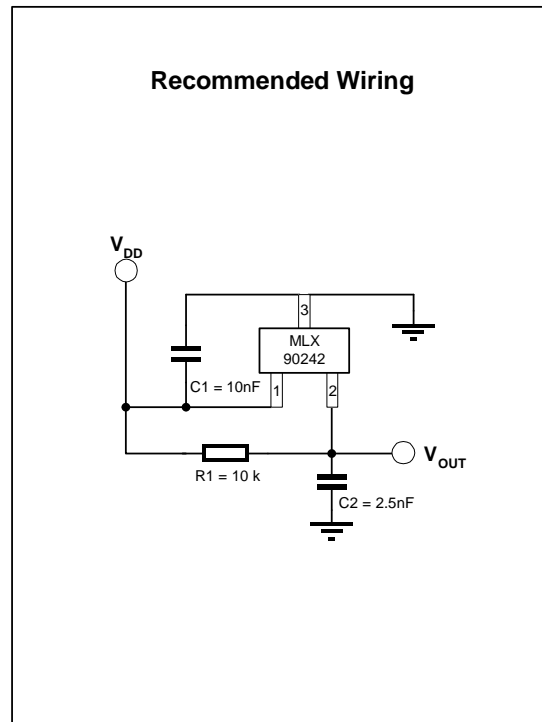 Recommended Wiring
VDD
3
MLX
90242
C1 = 10nF
1
2
R1 = 10 k
VOUT
C2 = 2.5nF